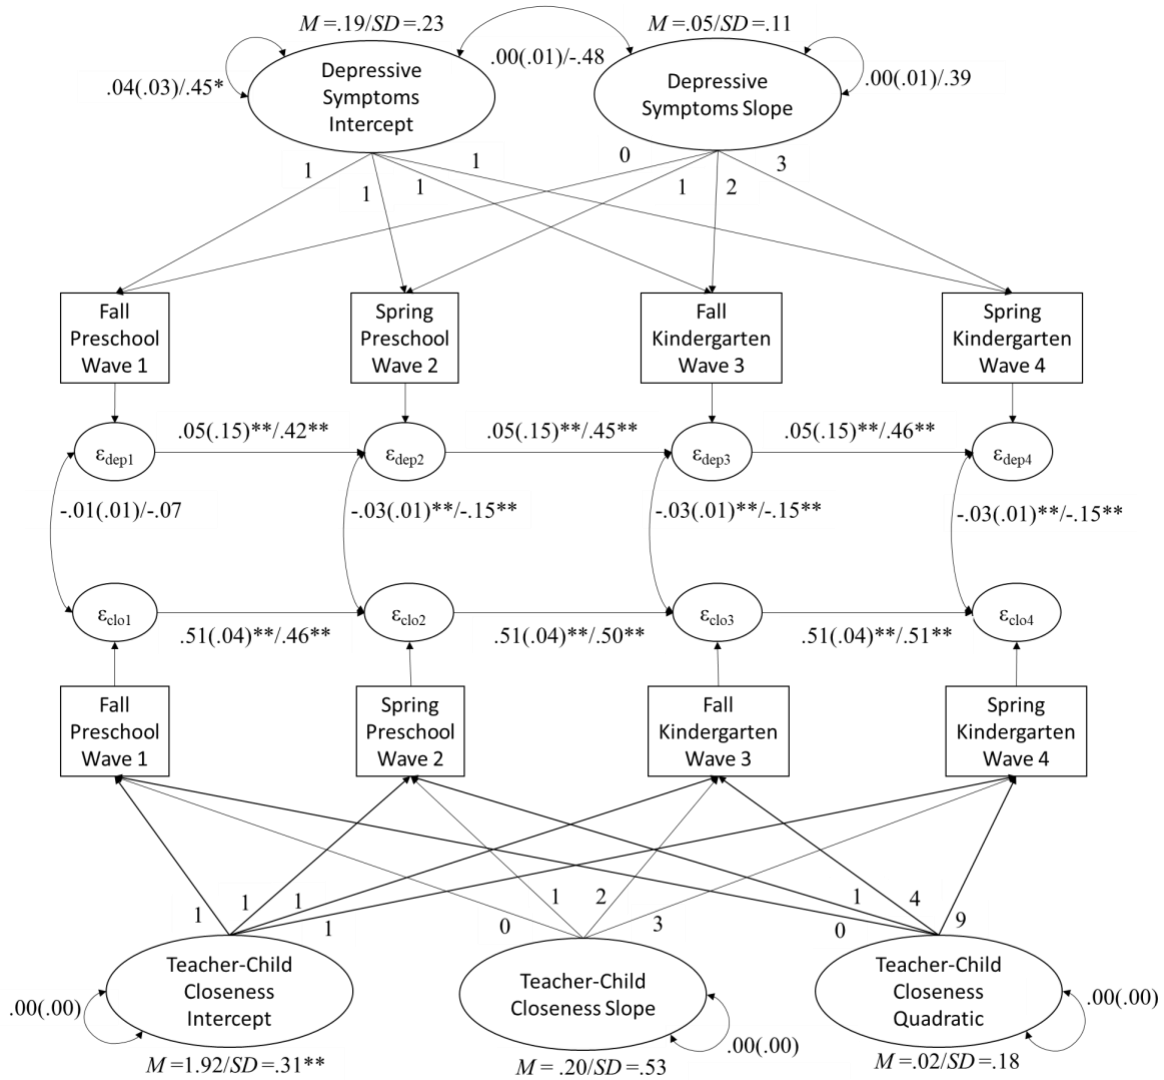 M =.19/SD =.23
M =.05/SD =.11
.04(.03)/.45*
Depressive
Symptoms
Intercept
.00(.01)/-.48
Depressive
Symptoms Slope
.00(.01)/.39
1
1
1
1
0
1
2
3
Fall
Preschool
Wave 1
Spring
Preschool
Wave 2
Fall
Kindergarten
Wave 3
Spring
Kindergarten
Wave 4
.05(.15)**/.42**
.05(.15)**/.45**
.05(.15)**/.46**
εdep1
εdep2
εdep3
εdep4
-.01(.01)/-.07
-.03(.01)**/-.15**
-.03(.01)**/-.15**
-.03(.01)**/-.15**
εclo1
εclo2
εclo3
εclo4
.51(.04)**/.46**
.51(.04)**/.50**
.51(.04)**/.51**
Fall
Preschool
Wave 1
Spring
Preschool
Wave 2
Fall
Kindergarten
Wave 3
Spring
Kindergarten
Wave 4
1
1
1
1
0
1
2
3
0
1
4
9
Teacher-Child
Closeness
Intercept
Teacher-Child
Closeness Slope
Teacher-Child
Closeness
Quadratic
.00(.00)
.00(.00)
.00(.00)
M =1.92/SD =.31**
M = .20/SD =.53
M =.02/SD =.18